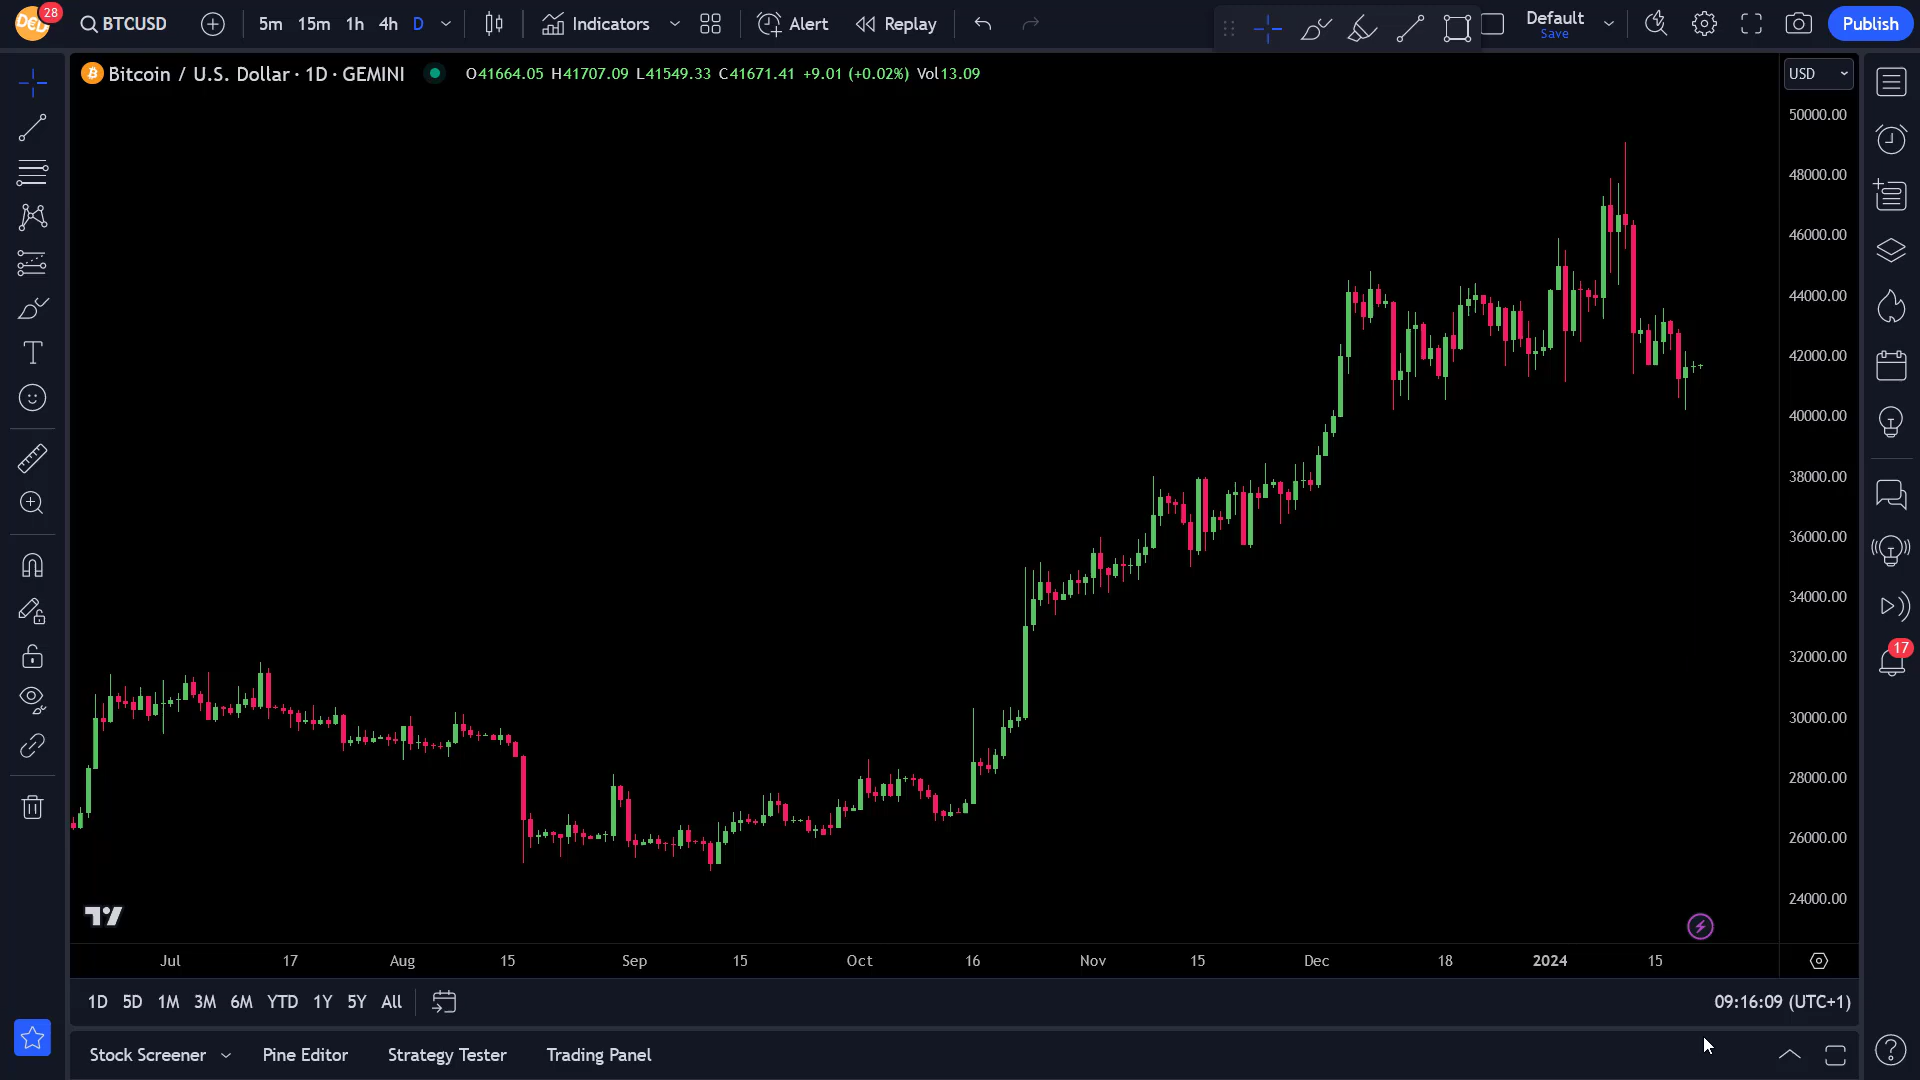 28
BTCUSD
5m 15m 1h 4h D
Indicators
Alert
Replay
Default
Save
Publish
Bitcoin / U.S. Dollar · 1D · GEMINI
O41664.05 H41707.09 L41549.33 C41671.41 +9.01 (+0.02%) Vol13.09
USD
50000.00
48000.00
46000.00
44000.00
42000.00
40000.00
38000.00
36000.00
34000.00
32000.00
30000.00
28000.00
26000.00
24000.00
17
Jul 17 Aug 15 Sep 15 Oct 16 Nov 15 Dec 18 2024 15
1D 5D 1M 3M 6M YTD 1Y 5Y All
09:16:09 (UTC+1)
Stock Screener Pine Editor Strategy Tester Trading Panel